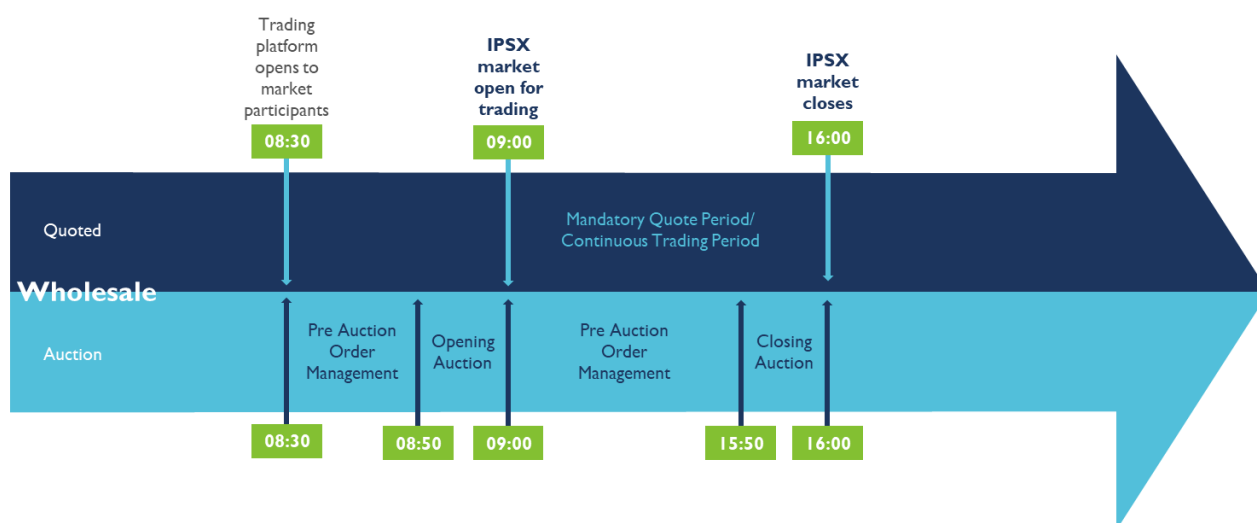 Trading
platform
opens to
market
participants
08:30
IPSX
market
open for
trading
09:00
IPSX
market
closes
16:00
Quoted
Mandatory Quote Period/
Continuous Trading Period
Wholesale
Auction
Pre Auction
Order
Management
Opening
Auction
Pre Auction
Order
Management
Closing
Auction
08:30
08:50
09:00
15:50
16:00